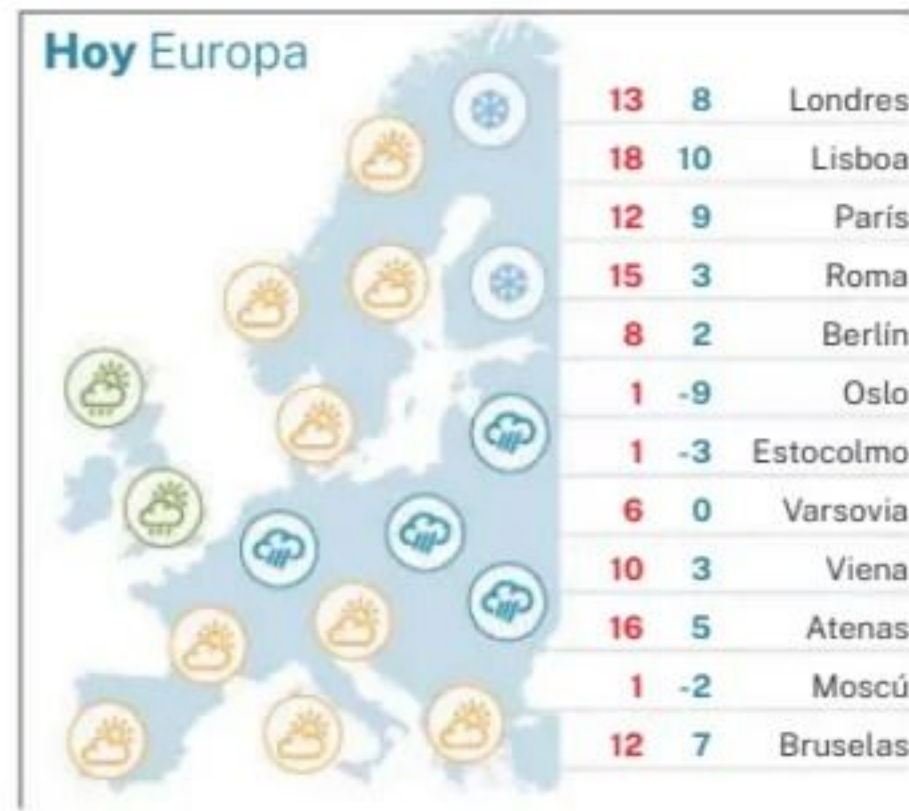 Hoy Europa
13 8 Londres
18 10 Lisboa
12 9 París
15 3 Roma
8 2 Berlín
1 -9 Oslo
1 -3 Estocolmo
6 0 Varsovia
10 3 Viena
16 5 Atenas
1 -2 Moscú
12 7 Bruselas